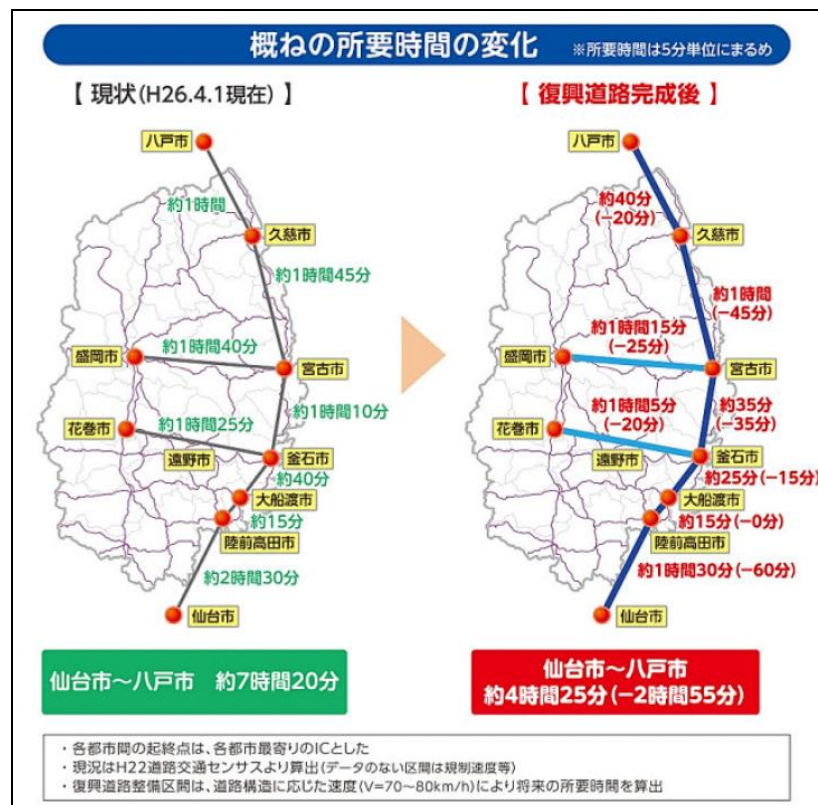 概ねの所要時間の変化
※所要時間は5分単位にまるめ
【 現状(H26.4.1現在) 】
八戸市
約1時間
久慈市
約1時間45分
盛岡市
約1時間40分
宮古市
花巻市
約1時間25分
約1時間10分
遠野市
釜石市
約40分
大船渡市
約15分
陸前高田市
約2時間30分
仙台市
仙台市～八戸市 約7時間20分
【 復興道路完成後 】
八戸市
約40分
(-20分)
久慈市
約1時間
(-45分)
盛岡市
約1時間15分
(-25分)
宮古市
花巻市
約1時間5分
(-20分)
約35分
(-35分)
遠野市
釜石市
約25分(-15分)
大船渡市
約15分(-0分)
陸前高田市
約1時間30分(-60分)
仙台市
仙台市～八戸市
約4時間25分(-2時間55分)
・各都市間の起終点は、各都市最寄りのICとした
・現況はH22道路交通センサスより算出(データのない区間は規制速度等)
・復興道路整備区間は、道路構造に応じた速度(V=70～80km/h)により将来の所要時間を算出